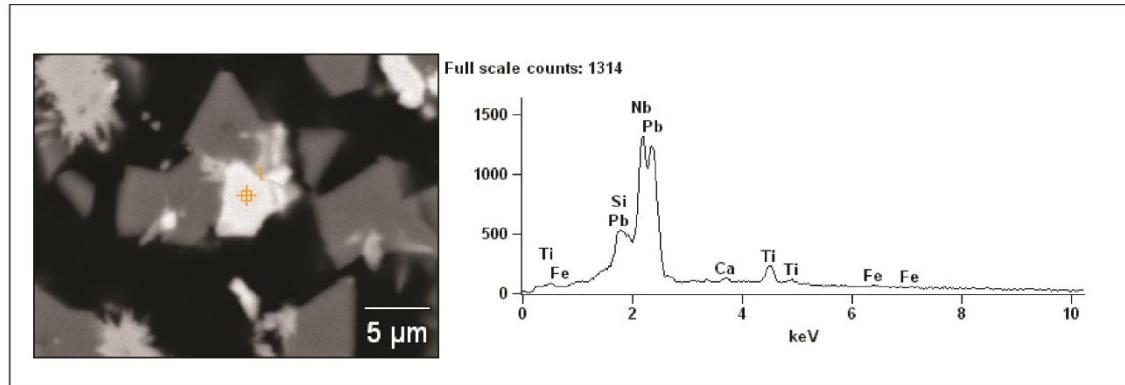 Full scale counts: 1314
1
5 μm
1500
1000
500
0
Nb
Pb
Si
Pb
Ti
Fe
Ca
Ti
Ti
Fe
Fe
0
2
4
6
8
10
keV